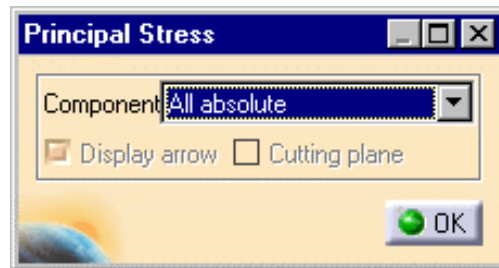 Principal Stress
Component All absolute
Display arrow Cutting plane
OK